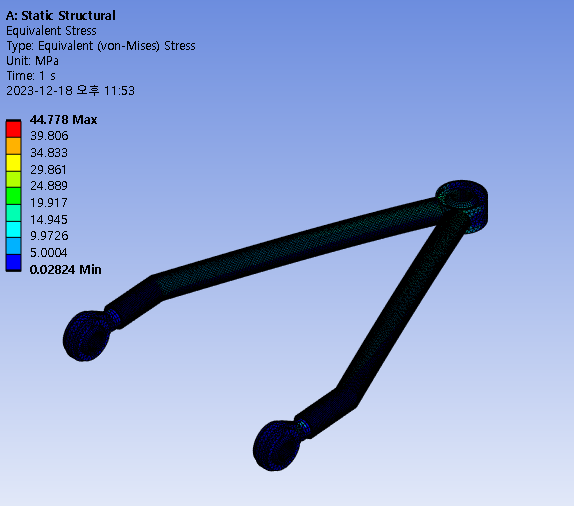 A: Static Structural
Equivalent Stress
Type: Equivalent (von-Mises) Stress
Unit: MPa
Time: 1 s
2023-12-18 오후 11:53
44.778 Max
39.806
34.833
29.861
24.889
19.917
14.945
9.9726
5.0004
0.02824 Min